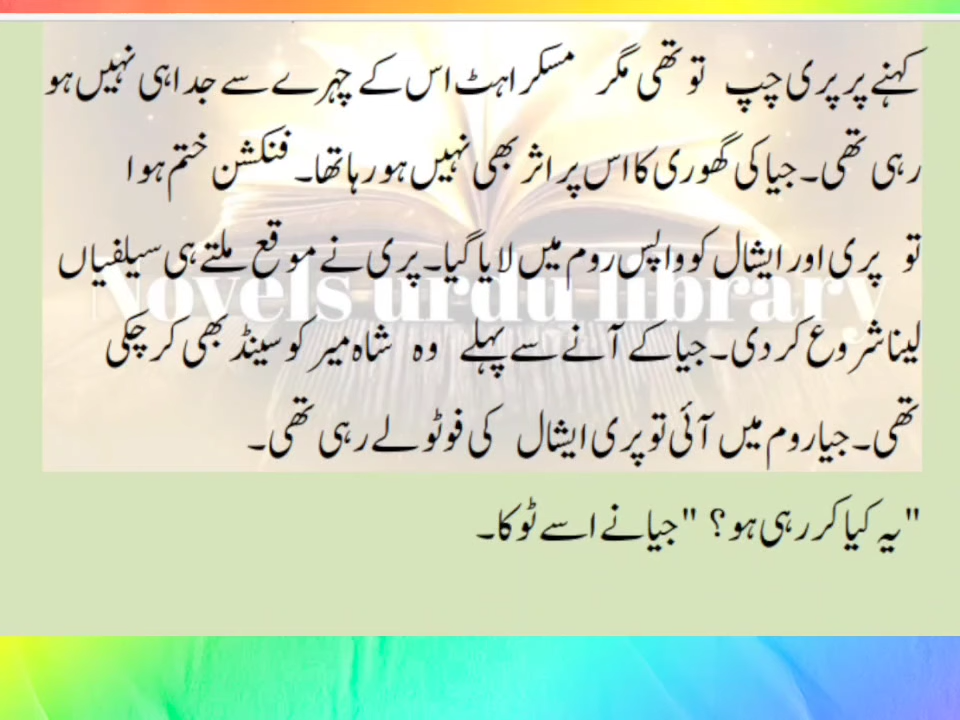 کہنے پر پری چپ تو تھی مگر مسکراہٹ اس کے چہرے سے جدا ہی نہیں ہو
رہی تھی۔ جیا کی گھوری کا اس پر اثر بھی نہیں ہو رہا تھا۔ فنکشن ختم ہوا
تو پری اور ایشال کو واپس روم میں لایا گیا۔ پری نے موقع ملتے ہی سیلفیاں
Novels urdu library
لینا شروع کر دی۔ جیا کے آنے سے پہلے وہ شاہ میر کو سینڈ بھی کر چکی
تھی۔ جیا روم میں آئی تو پری ایشال کی فوٹو لے رہی تھی۔
"یہ کیا کر رہی ہو؟ "جیا نے اسے ٹوکا۔